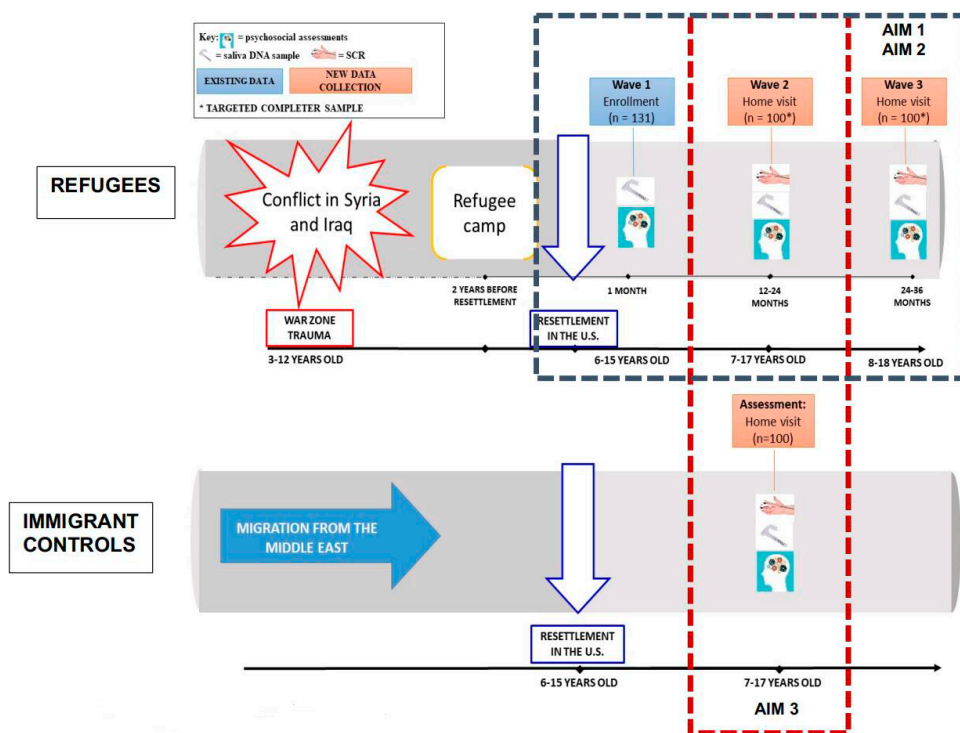 Key: = psychosocial assessments
= saliva DNA sample = SCR
EXISTING DATA
NEW DATA
COLLECTION
* TARGETED COMPLETER SAMPLE
AIM 1
AIM 2
Wave 1
Enrollment
(n = 131)
Wave 2
Home visit
(n = 100*)
Wave 3
Home visit
(n = 100*)
REFUGEES
Conflict in Syria
and Iraq
Refugee
camp
2 YEARS BEFORE
RESETTLEMENT
1 MONTH
12-24
MONTHS
24-36
MONTHS
WAR ZONE
TRAUMA
RESETTLEMENT
IN THE U.S.
3-12 YEARS OLD
6-15 YEARS OLD
7-17 YEARS OLD
8-18 YEARS OLD
Assessment:
Home visit
(n=100)
IMMIGRANT
CONTROLS
MIGRATION FROM THE
MIDDLE EAST
RESETTLEMENT
IN THE U.S.
6-15 YEARS OLD
7-17 YEARS OLD
AIM 3